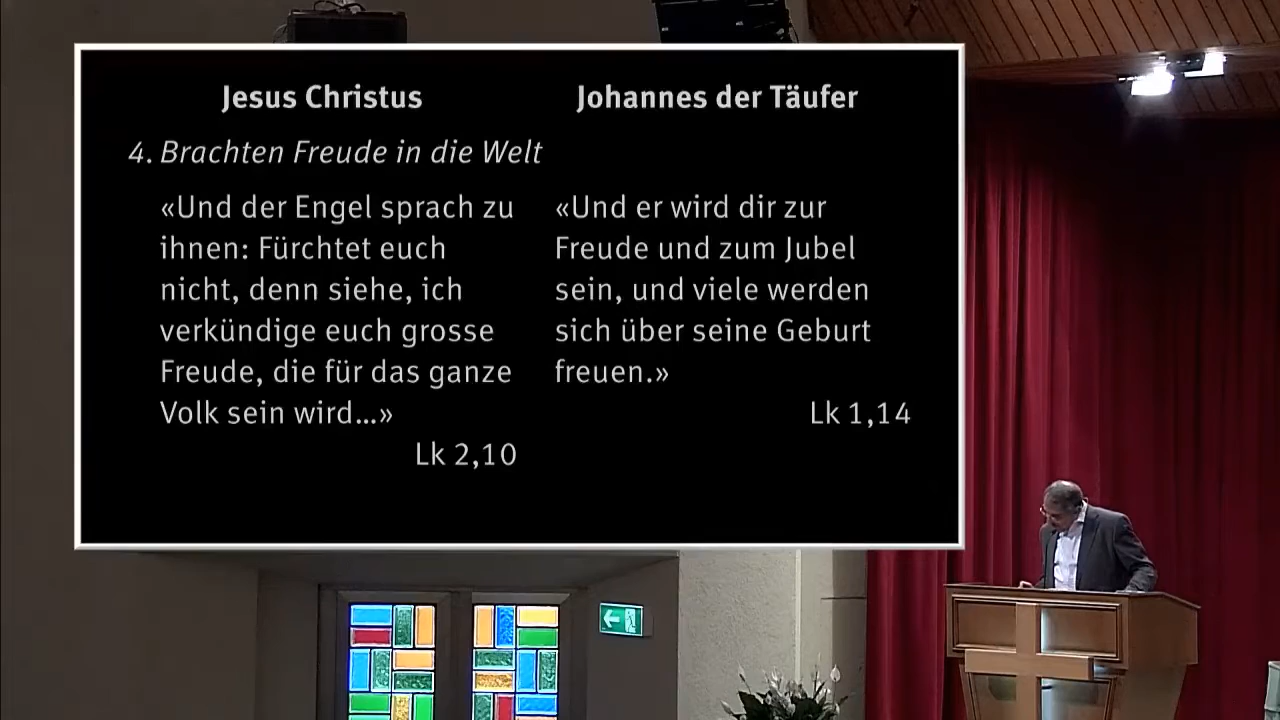 Jesus Christus
Johannes der Täufer
4. Brachten Freude in die Welt
«Und der Engel sprach zu
ihnen: Fürchtet euch
nicht, denn siehe, ich
verkündige euch grosse
Freude, die für das ganze
Volk sein wird...»
Lk 2,10
«Und er wird dir zur
Freude und zum Jubel
sein, und viele werden
sich über seine Geburt
freuen.»
Lk 1,14